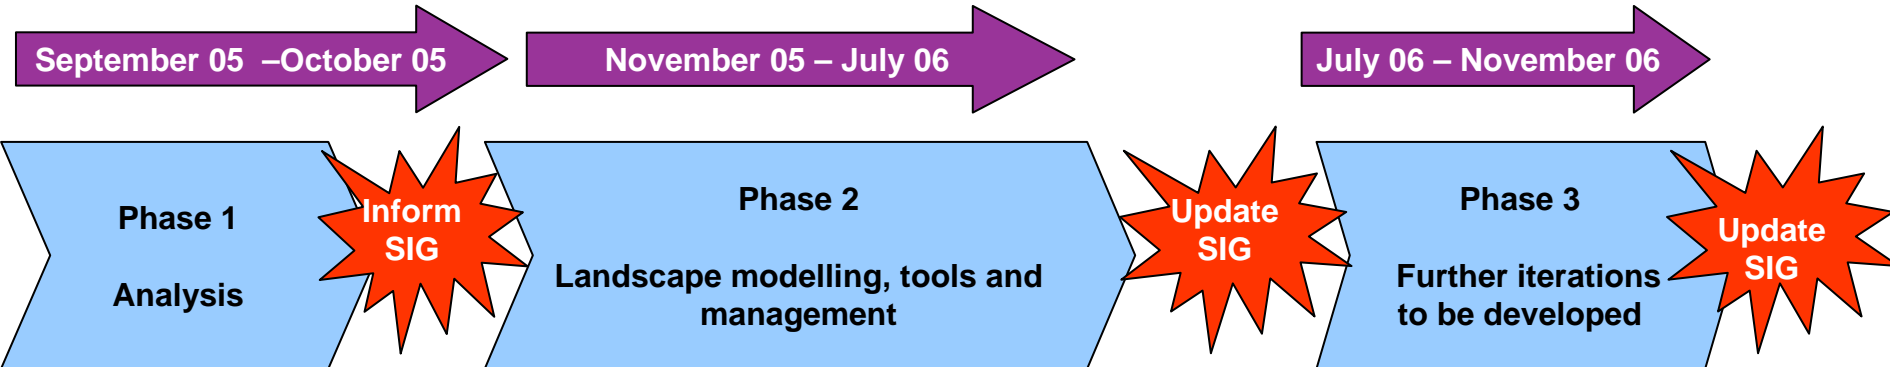 September 05  –October 05
November 05 – July 06
July 06 – November 06
Phase 1
Analysis
Inform
SIG
Phase 2
Landscape modelling, tools and
management
Update
SIG
Phase 3
Further iterations
to be developed
Update
SIG